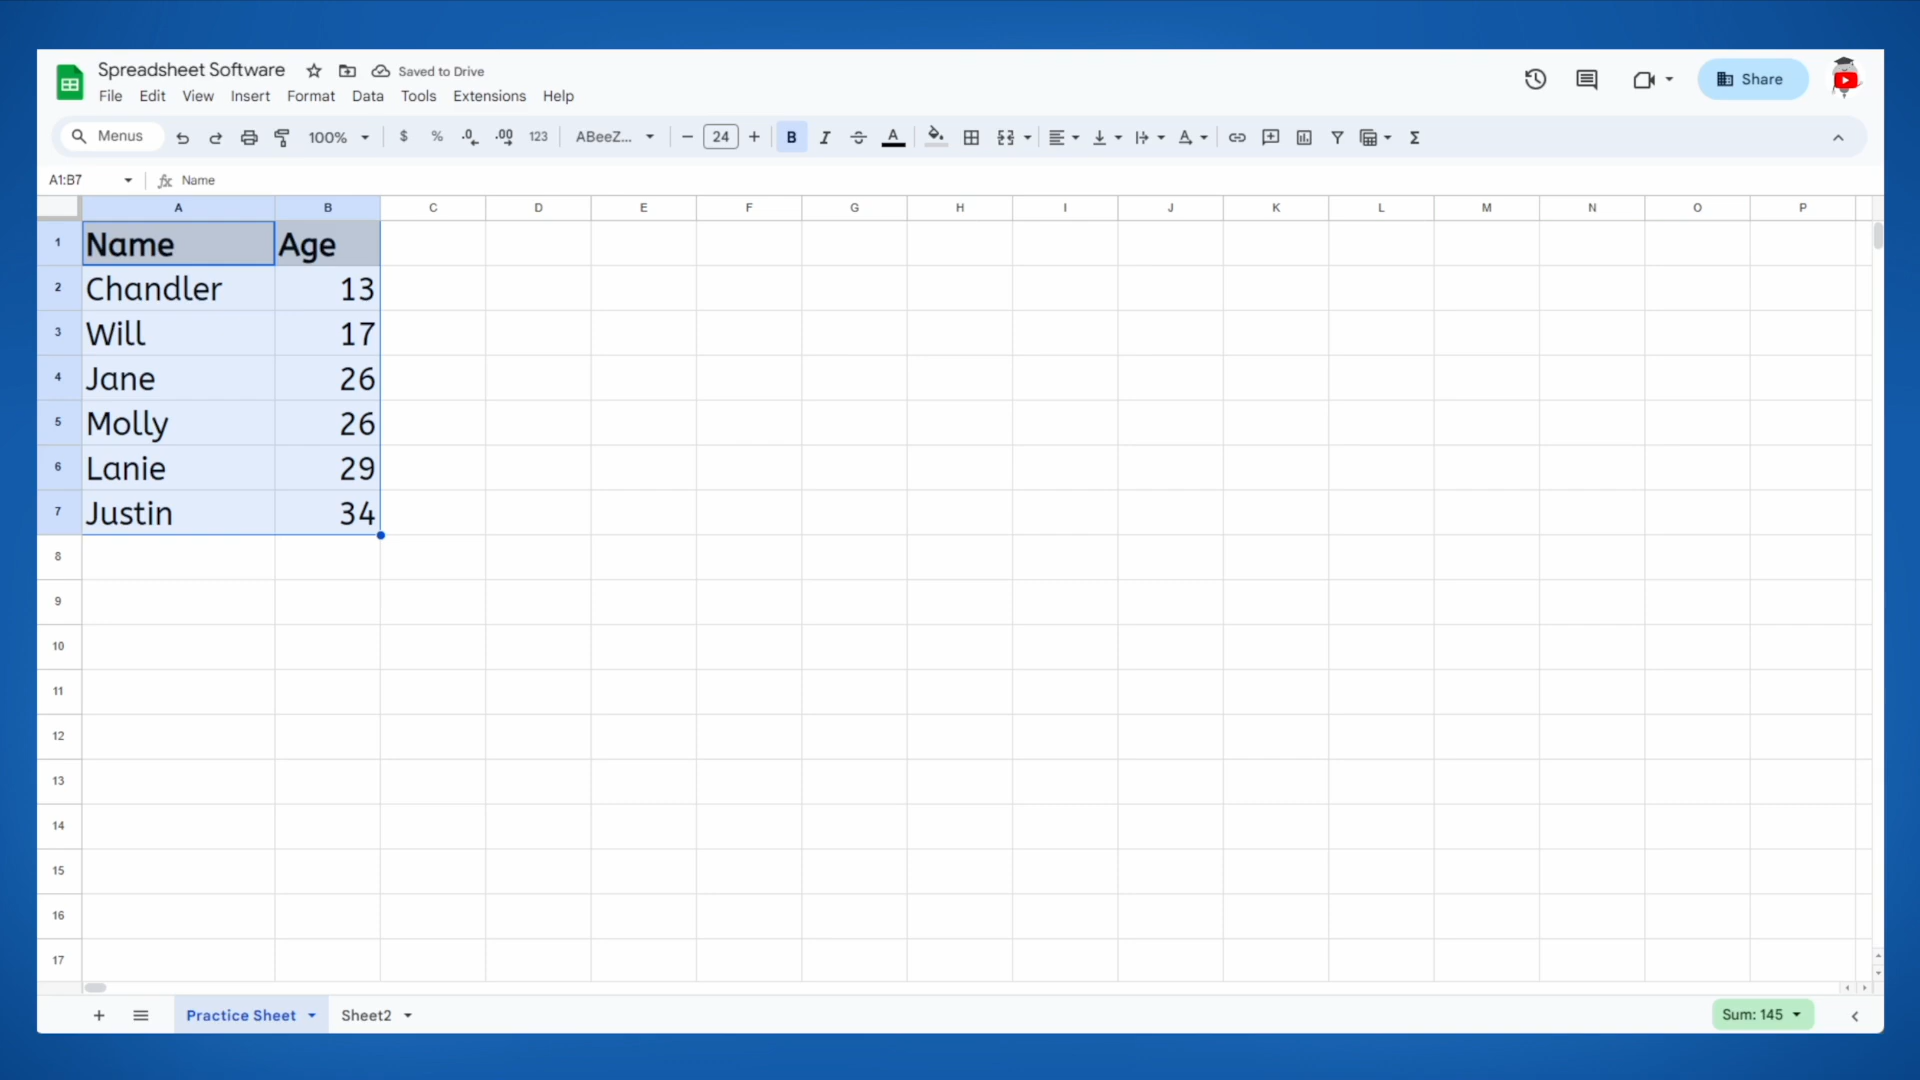 Spreadsheet Software Saved to Drive
File Edit View Insert Format Data Tools Extensions Help
Share
Menus 100% $ % .0 .00 123 ABeeZ... 24 B I A Σ
A1:B7 fx Name
A B C D E F G H I J K L M N O P
1 Name Age
2 Chandler 13
3 Will 17
4 Jane 26
5 Molly 26
6 Lanie 29
7 Justin 34
8
9
10
11
12
13
14
15
16
17
Practice Sheet Sheet2 Sum: 145